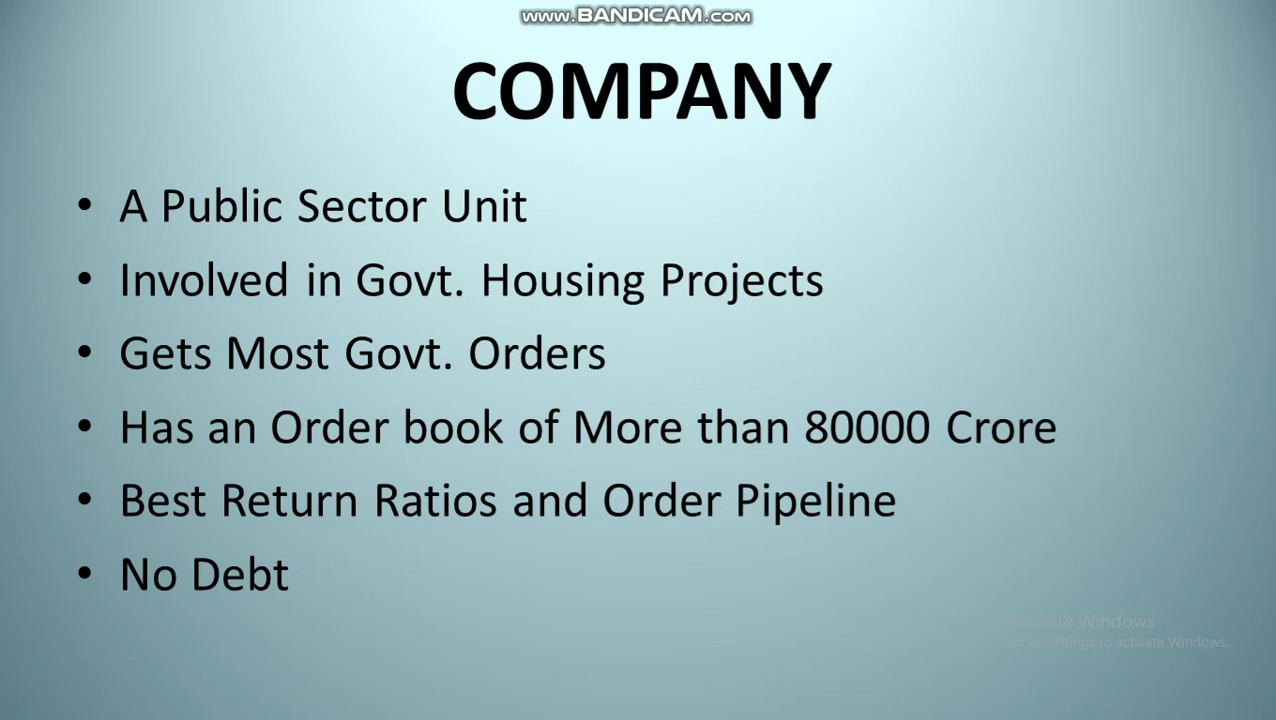 www.BANDICAM.com
COMPANY
• A Public Sector Unit
• Involved in Govt. Housing Projects
• Gets Most Govt. Orders
• Has an Order book of More than 80000 Crore
• Best Return Ratios and Order Pipeline
• No Debt
Activate Windows
Go to Settings to activate Windows.